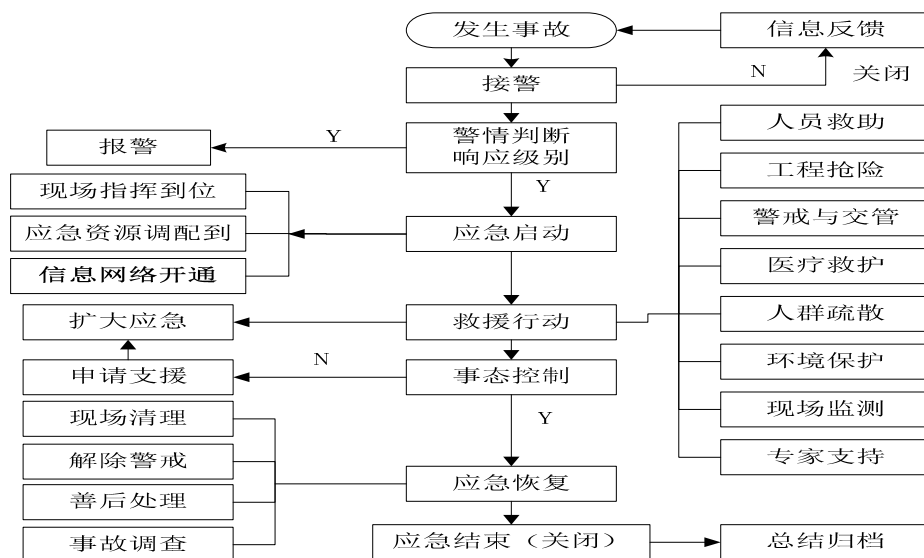 发生事故
信息反馈
接警
N
关闭
警情判断
响应级别
Y
报警
Y
人员救助
工程抢险
警戒与交管
医疗救护
人群疏散
环境保护
现场监测
专家支持
现场指挥到位
应急资源调配到
信息网络开通
应急启动
扩大应急
救援行动
申请支援
N
事态控制
Y
现场清理
解除警戒
善后处理
事故调查
应急恢复
应急结束（关闭）
总结归档